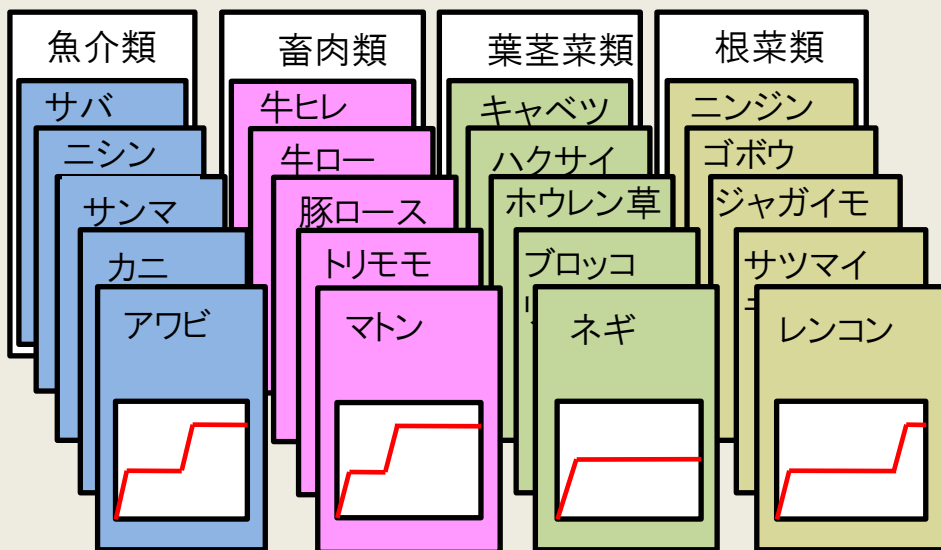 魚介類
サバ
ニシン
サンマ
カニ
アワビ
畜肉類
牛ヒレ
牛ロー
豚ロース
トリモモ
マトン
葉茎菜類
キャベツ
ハクサイ
ホウレン草
ブロッコ
ネギ
根菜類
ニンジン
ゴボウ
ジャガイモ
サツマイ
レンコン